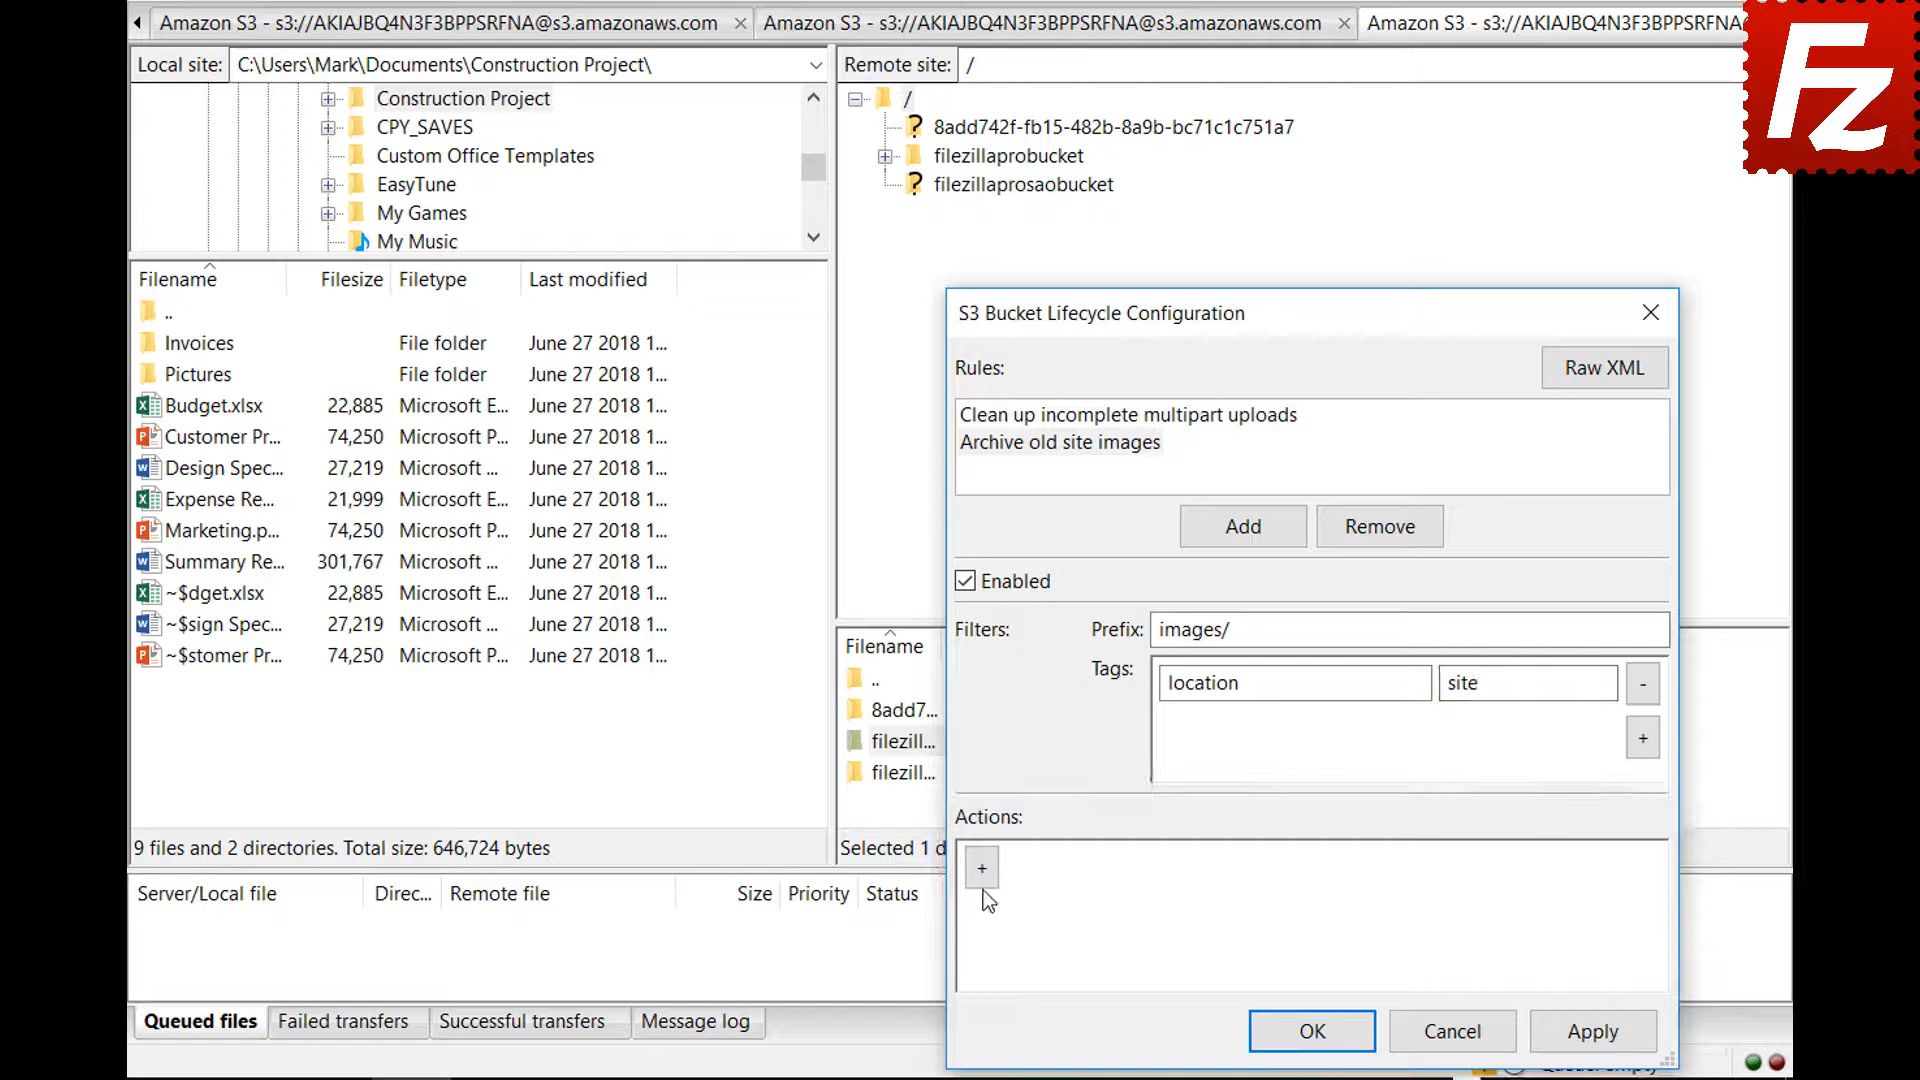 Amazon S3 - s3://AKIAJBQ4N3F3BPPSRFNA@s3.amazonaws.com
Amazon S3 - s3://AKIAJBQ4N3F3BPPSRFNA@s3.amazonaws.com
Amazon S3 - s3://AKIAJBQ4N3F3BPPSRFNA
FZ
Local site: C:\Users\Mark\Documents\Construction Project\
Construction Project
CPY_SAVES
Custom Office Templates
EasyTune
My Games
My Music
Filename Filesize Filetype Last modified
..
Invoices File folder June 27 2018 1...
Pictures File folder June 27 2018 1...
Budget.xlsx 22,885 Microsoft E... June 27 2018 1...
Customer Pr... 74,250 Microsoft P... June 27 2018 1...
Design Spec... 27,219 Microsoft ... June 27 2018 1...
Expense Re... 21,999 Microsoft E... June 27 2018 1...
Marketing.p... 74,250 Microsoft P... June 27 2018 1...
Summary Re... 301,767 Microsoft ... June 27 2018 1...
~$dget.xlsx 22,885 Microsoft E... June 27 2018 1...
~$sign Spec... 27,219 Microsoft ... June 27 2018 1...
~$stomer Pr... 74,250 Microsoft P... June 27 2018 1...
9 files and 2 directories. Total size: 646,724 bytes
Remote site: /
/
8add742f-fb15-482b-8a9b-bc71c1c751a7
filezillaprobucket
filezillaprosaobucket
Filename
..
8add7...
filezill...
filezill...
Selected 1 d
S3 Bucket Lifecycle Configuration
Rules: Raw XML
Clean up incomplete multipart uploads
Archive old site images
Add Remove
Enabled
Filters: Prefix: images/
Tags: location site -
+
Actions:
+
OK Cancel Apply
Server/Local file Direc... Remote file Size Priority Status
Queued files Failed transfers Successful transfers Message log